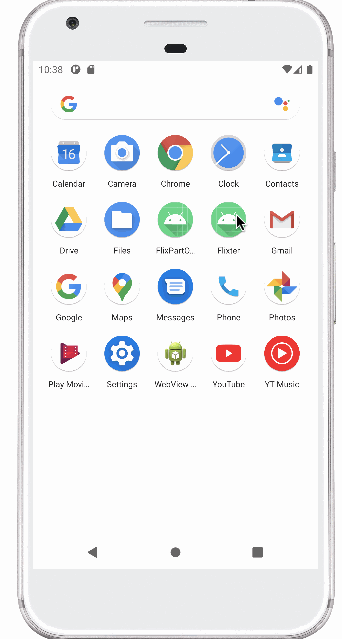 10:38
G
16
Calendar Camera Chrome Clock Contacts
Drive Files FlixPartC... Flixter Gmail
Google Maps Messages Phone Photos
Play Movi... Settings WebView ... YouTube YT Music